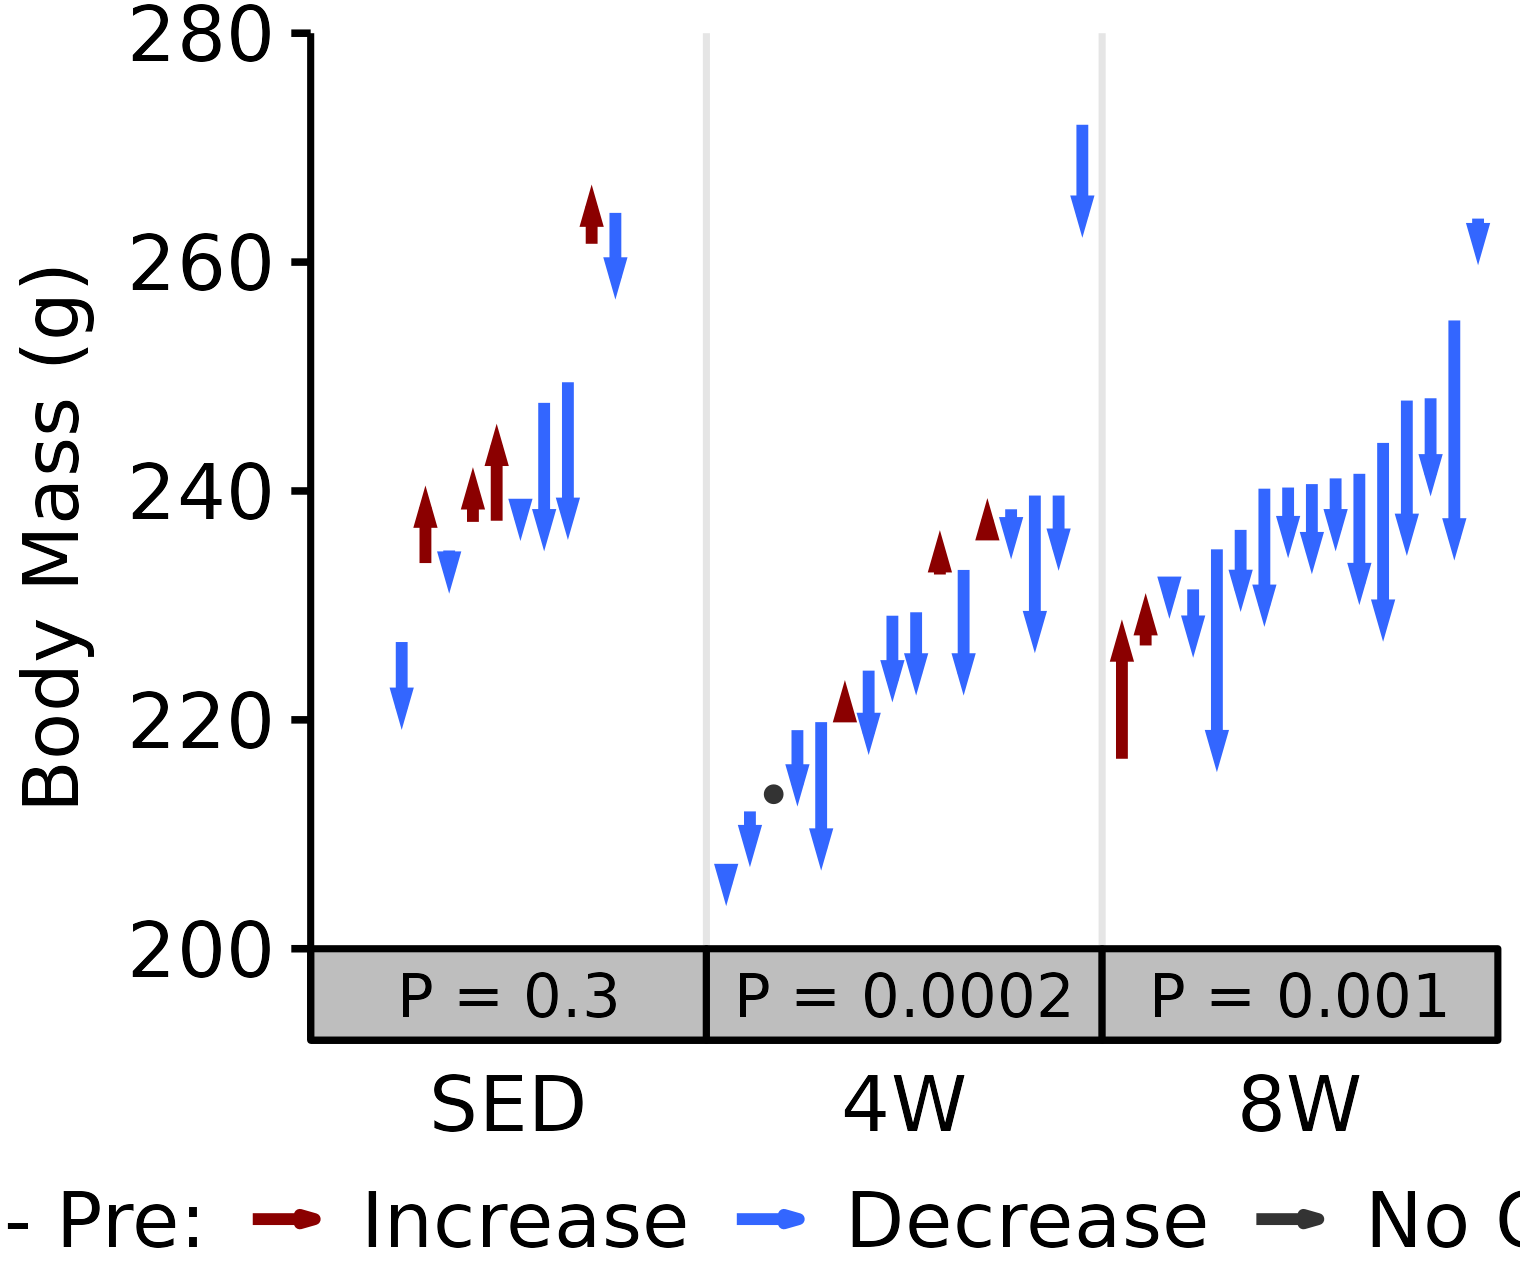 280
260
240
220
200
Body Mass (g)
P = 0.3 P = 0.0002 P = 0.001
SED 4W 8W
- Pre: Increase Decrease No